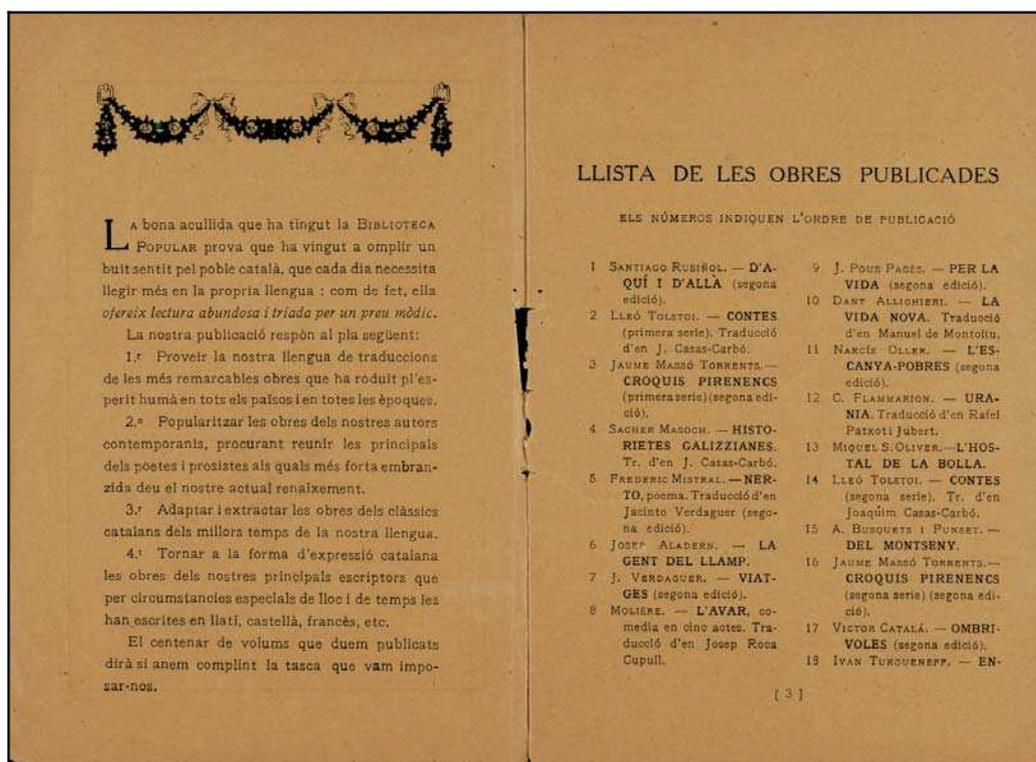 LA bona acullida que ha tingut la BIBLIOTECA
POPULAR prova que ha vingut a omplir un
buit sentit pel poble català, que cada dia necessita
llegir més en la propria llengua : com de fet, ella
ofereix lectura abundosa i triada per un preu mòdic.
La nostra publicació respòn al pla següent:
1.r Proveir la nostra llengua de traduccions
de les més remarcables obres que ha roduit pl'es-
perit humà en tots els països i en totes les èpoques.
2.n Popularitzar les obres dels nostres autors
contemporanis, procurant reunir les principals
dels poetes i prosistes als quals més forta embran-
zida deu el nostre actual renaixement.
3.r Adaptar i extractar les obres dels clàssics
catalans dels millors temps de la nostra llengua.
4.t Tornar a la forma d'expressió catalana
les obres dels nostres principals escriptors que
per circumstancies especials de lloc i de temps les
han escrites en llatí, castellà, francès, etc.
El centenar de volums que duem publicats
dirà si anem complint la tasca que vam impo-
sar-nos.
LLISTA DE LES OBRES PUBLICADES
ELS NÚMEROS INDIQUEN L'ORDRE DE PUBLICACIÓ
1 SANTIAGO RUSIÑOL. — D'A-
QUÍ I D'ALLÀ (segona
edició).
2 LLEÓ TOLSTOI. — CONTES
(primera serie). Traducció
d'en J. Casas-Carbó.
3 JAUME MASSÓ TORRENTS.—
CROQUIS PIRENENCS
(primera serie) (segona edi-
ció).
4 SACHER MASOCH. — HISTO-
RIETES GALIZZIANES.
Tr. d'en J. Casas-Carbó.
5 FREDERIC MISTRAL. — NER-
TO, poema. Traducció d'en
Jacinto Verdaguer (sego-
na edició).
6 JOSEP ALADERN. — LA
GENT DEL LLAMP.
7 J. VERDAGUER. — VIAT-
GES (segona edició).
8 MOLIÈRE. — L'AVAR, co-
media en cinc actes. Tra-
ducció d'en Josep Roca
Cupull.
9 J. POUS PAGÈS. — PER LA
VIDA (segona edició).
10 DANT ALLIGHIERI. — LA
VIDA NOVA. Traducció
d'en Manuel de Montoliu.
11 NARCÍS OLLER. — L'ES-
CANYA-POBRES (segona
edició).
12 C. FLAMMARION. — URA-
NIA. Traducció d'en Rafel
Patxot i Jubert.
13 MIQUEL S. OLIVER.—L'HOS-
TAL DE LA BOLLA.
14 LLEÓ TOLSTOI. — CONTES
(segona serie). Tr. d'en
Joaquim Casas-Carbó.
15 A. BUSQUETS I PUNSET. —
DEL MONTSENY.
16 JAUME MASSÓ TORRENTS.—
CROQUIS PIRENENCS
(segona serie) (segona edi-
ció).
17 VICTOR CATALÁ. — OMBRI-
VOLES (segona edició).
18 IVAN TURGUENEFF. — EN-
[ 3 ]